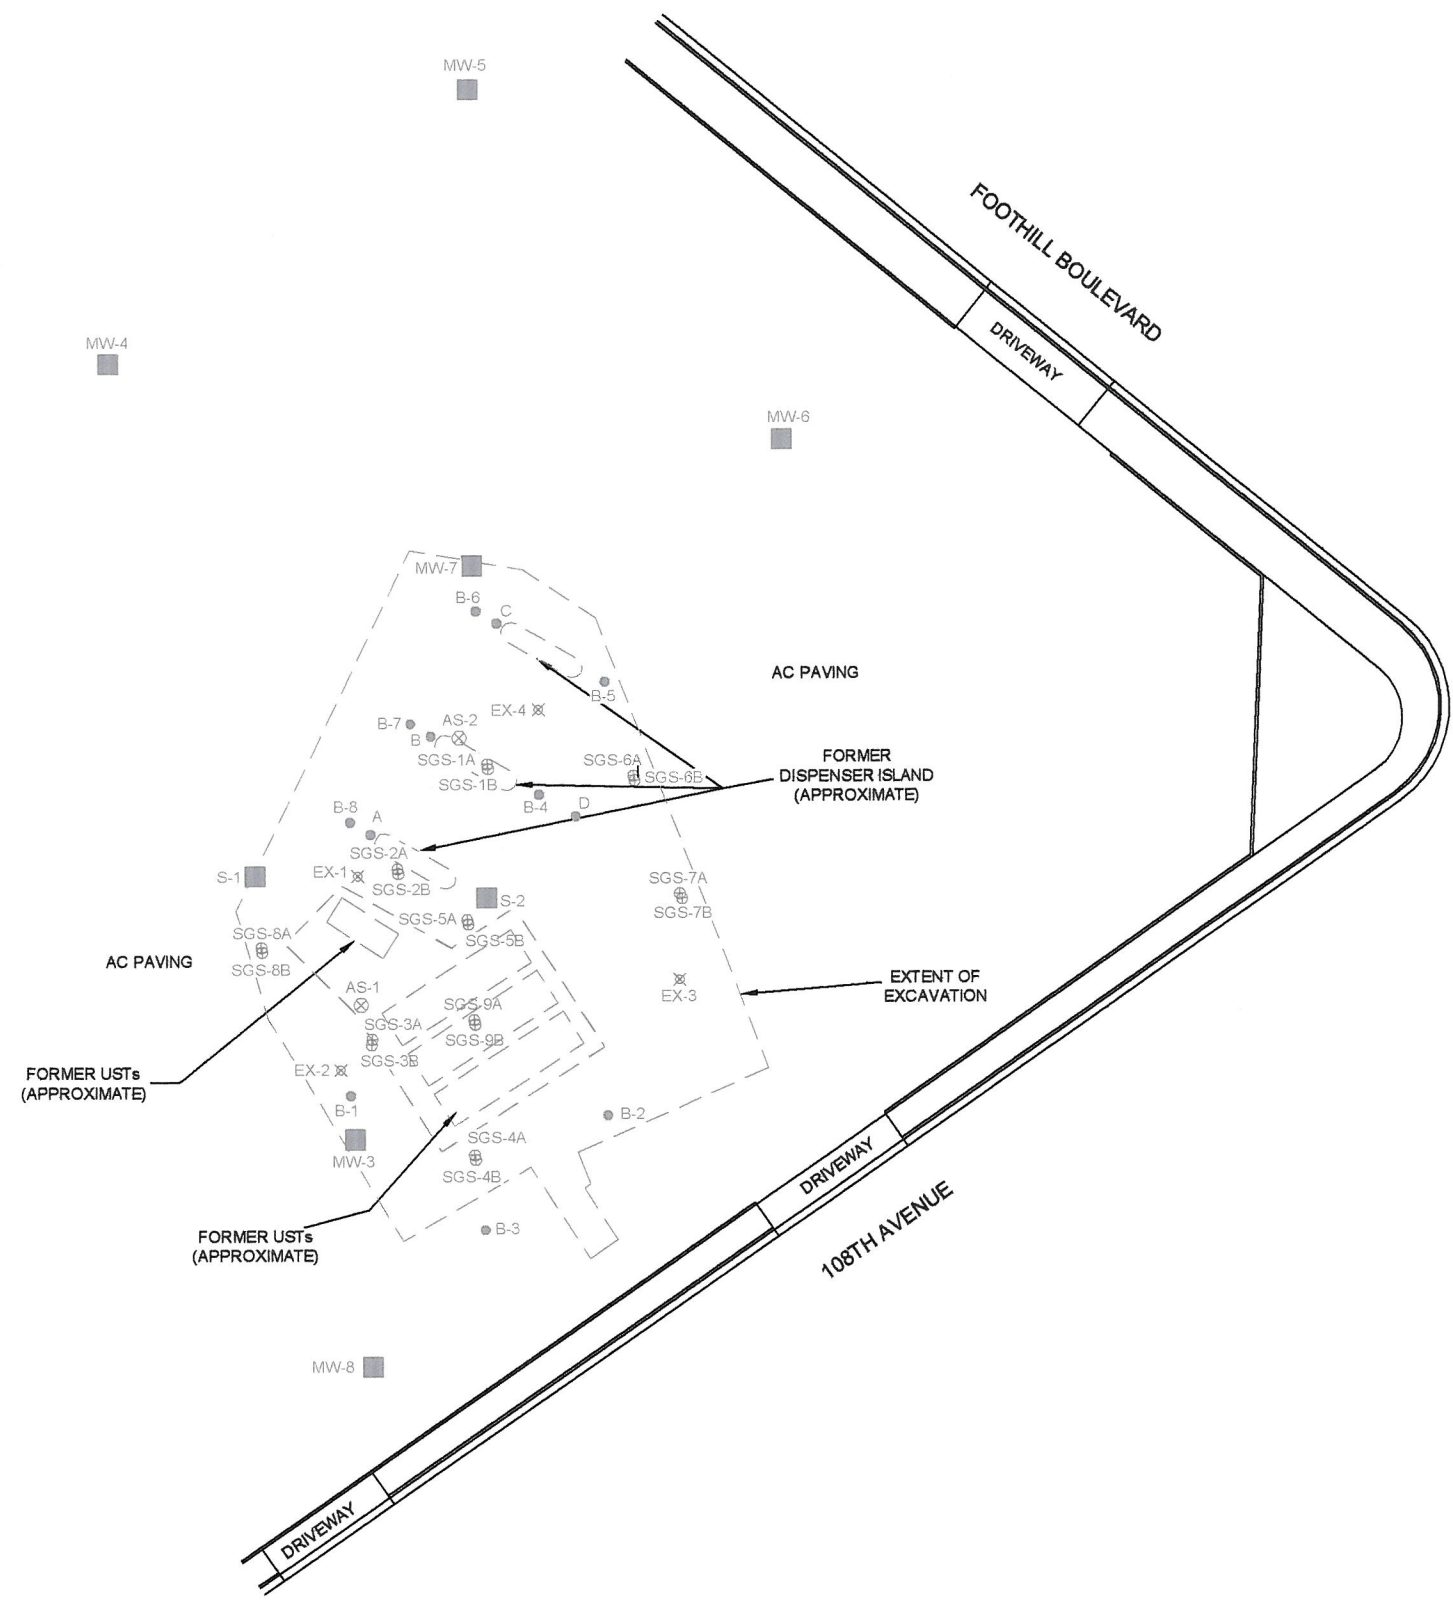 MW-5
FOOTHILL BOULEVARD
DRIVEWAY
MW-4
MW-6
MW-7
B-6
C
AC PAVING
B-5
EX-4
B-7
AS-2
B
SGS-1A
SGS-1B
SGS-6A
SGS-6B
FORMER
DISPENSER ISLAND
(APPROXIMATE)
B-4
D
B-8
A
SGS-2A
S-1
EX-1
SGS-2B
SGS-7A
S-2
SGS-7B
SGS-5A
SGS-5B
SGS-8A
SGS-8B
AC PAVING
EX-3
EXTENT OF
EXCAVATION
AS-1
SGS-9A
SGS-3A
SGS-9B
SGS-3B
EX-2
FORMER USTs
(APPROXIMATE)
B-1
B-2
SGS-4A
MW-3
SGS-4B
DRIVEWAY
108TH AVENUE
B-3
FORMER USTs
(APPROXIMATE)
MW-8
DRIVEWAY